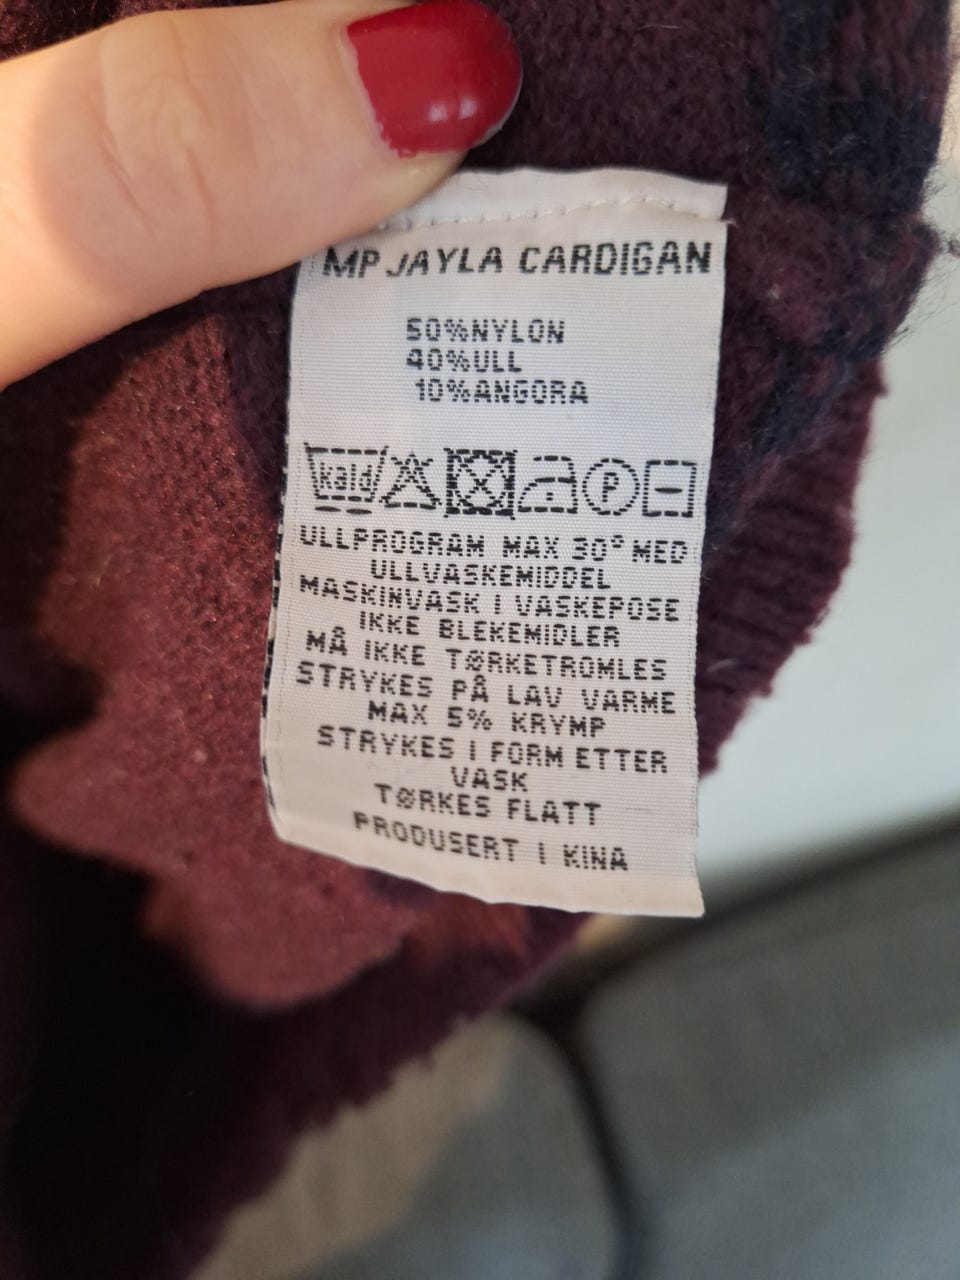 MP JAYLA CARDIGAN
50%NYLON
40%ULL
10%ANGORA
kald P
ULLPROGRAM MAX 30° MED
ULLVASKEMIDDEL
MASKINVASK I VASKEPOSE
IKKE BLEKEMIDLER
MÅ IKKE TØRKETROMLES
STRYKES PÅ LAV VARME
MAX 5% KRYMP
STRYKES I FORM ETTER
VASK
TØRKES FLATT
PRODUSERT I KINA